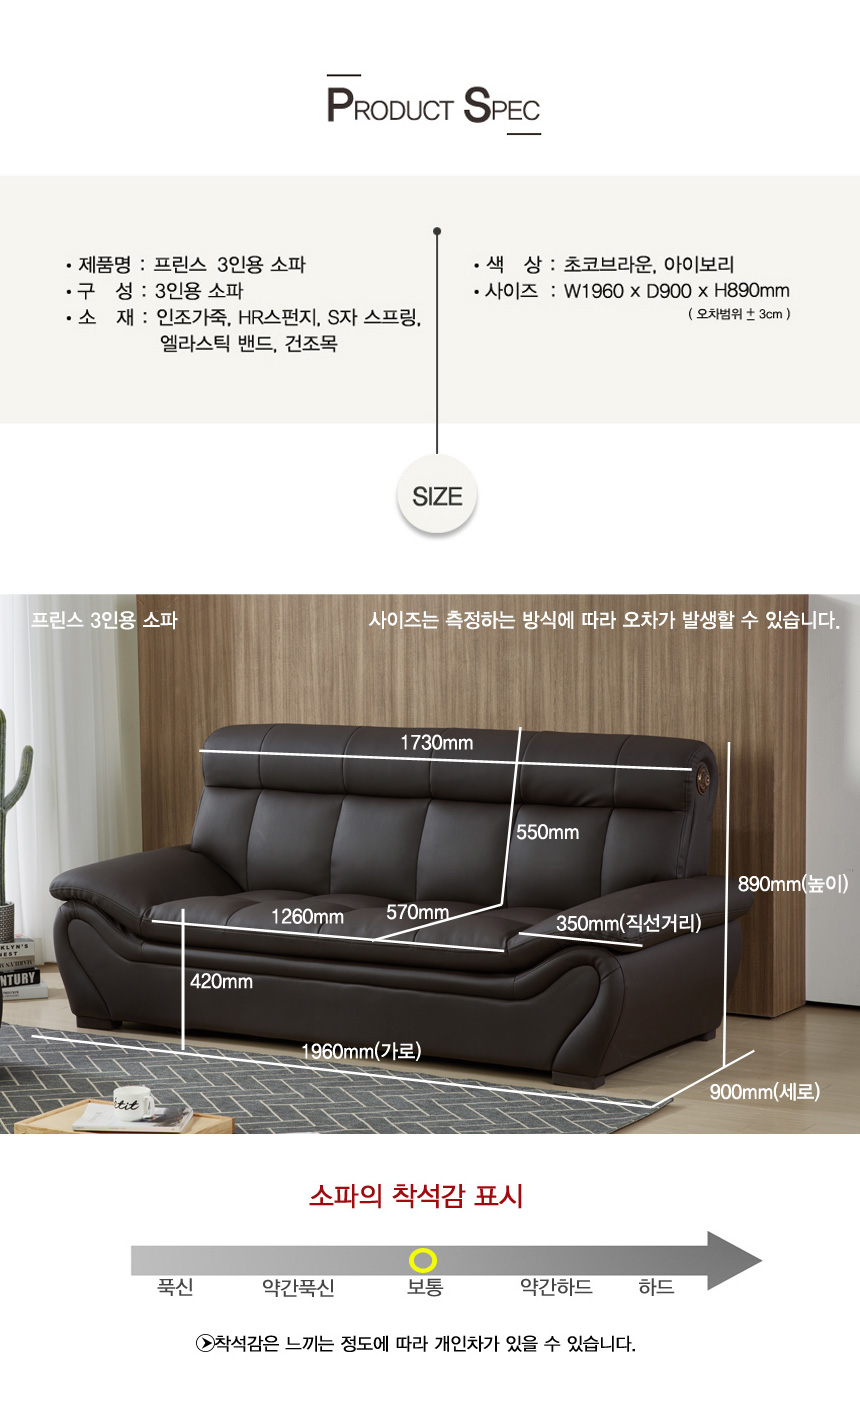 PRODUCT SPEC
• 제품명 : 프린스 3인용 소파
• 구 성 : 3인용 소파
• 소 재 : 인조가죽, HR스펀지, S자 스프링,
엘라스틱 밴드, 건조목
• 색 상 : 초코브라운, 아이보리
• 사이즈 : W1960 x D900 x H890mm
( 오차범위 ± 3cm )
SIZE
프린스 3인용 소파
사이즈는 측정하는 방식에 따라 오차가 발생할 수 있습니다.
1730mm
550mm
890mm(높이)
1260mm
570mm
350mm(직선거리)
420mm
1960mm(가로)
900mm(세로)
NTURY
소파의 착석감 표시
푹신 약간푹신 보통 약간하드 하드
착석감은 느끼는 정도에 따라 개인차가 있을 수 있습니다.